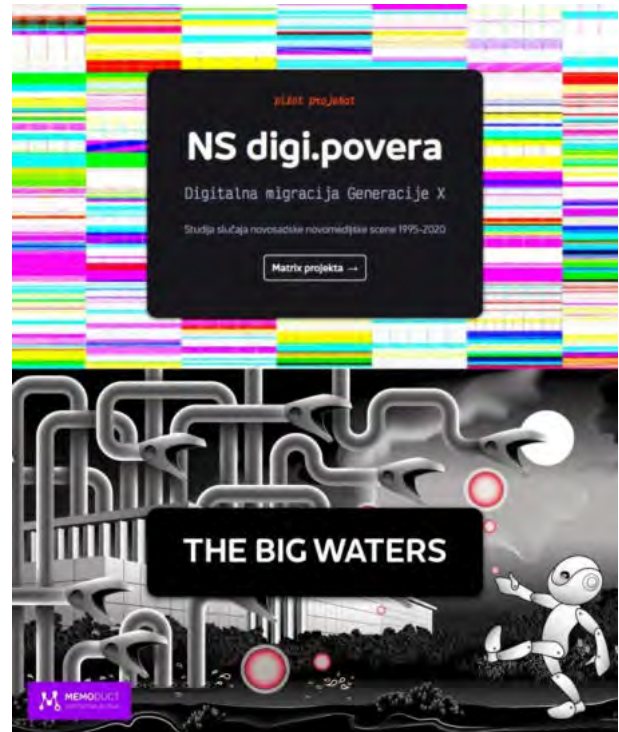 pilot projekat
NS digi.povera
Digitalna migracija Generacije X
Studija slučaja novosadske novomedijske scene 1995-2020
Matrix projekta →
THE BIG WATERS
MEMODUCT